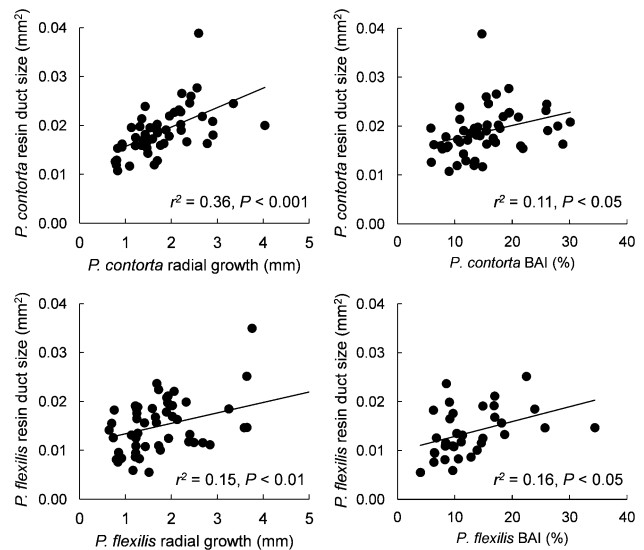 P. contorta resin duct size (mm²)
0.04
0.03
0.02
0.01
0.00
r² = 0.36, P < 0.001
0 1 2 3 4 5
P. contorta radial growth (mm)
P. contorta resin duct size (mm²)
0.04
0.03
0.02
0.01
0.00
r² = 0.11, P < 0.05
0 10 20 30 40
P. contorta BAI (%)
P. flexilis resin duct size (mm²)
0.04
0.03
0.02
0.01
0.00
r² = 0.15, P < 0.01
0 1 2 3 4 5
P. flexilis radial growth (mm)
P. flexilis resin duct size (mm²)
0.04
0.03
0.02
0.01
0.00
r² = 0.16, P < 0.05
0 10 20 30 40
P. flexilis BAI (%)